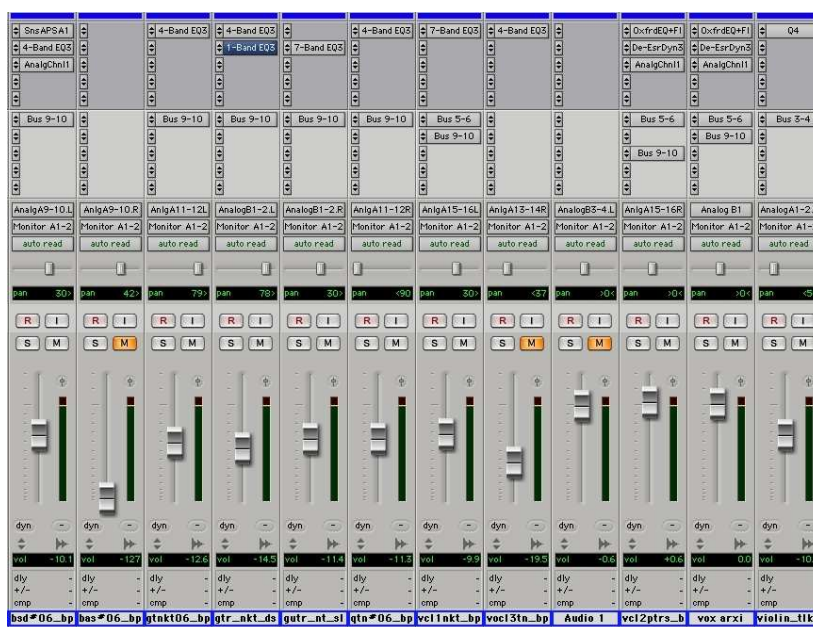 SnsAPSA1 4-Band EQ3 4-Band EQ3 4-Band EQ3 7-Band EQ3 4-Band EQ3 OxfrdEQ+Fl OxfrdEQ+Fl Q4
4-Band EQ3 1-Band EQ3 7-Band EQ3 De-EsrDyn3 De-EsrDyn3
AnalgChnl1 AnalgChnl1 AnalgChnl1
Bus 9-10 Bus 9-10 Bus 9-10 Bus 9-10 Bus 5-6 Bus 5-6 Bus 5-6 Bus 3-4
Bus 9-10 Bus 9-10
Bus 9-10
AnlgA9-10.L AnlgA9-10.R AnlgA11-12L AnalogB1-2.L AnalogB1-2.R AnlgA11-12R AnlgA15-16L AnlgA13-14R AnalogB3-4.L AnlgA15-16R Analog B1 AnalogA1-2.
Monitor A1-2 Monitor A1-2 Monitor A1-2 Monitor A1-2 Monitor A1-2 Monitor A1-2 Monitor A1-2 Monitor A1-2 Monitor A1-2 Monitor A1-2 Monitor A1-2 Monitor A1-2
auto read auto read auto read auto read auto read auto read auto read auto read auto read auto read auto read auto read
pan 30> pan 42> pan 79> pan 78> pan 30> pan <90 pan 30> pan <37 pan >0< pan >0< pan >0< pan <5
R I R I R I R I R I R I R I R I R I R I R I R I
S M S M S M S M S M S M S M S M S M S M S M S M
dyn - dyn - dyn - dyn - dyn - dyn - dyn - dyn - dyn - dyn - dyn - dyn
vol -10.1 vol -127 vol -12.6 vol -14.5 vol -11.4 vol -11.3 vol -9.9 vol -19.5 vol -0.6 vol +0.6 vol 0.0 vol -10.
dly - dly - dly - dly - dly - dly - dly - dly - dly - dly - dly - dly
+/- - +/- - +/- - +/- - +/- - +/- - +/- - +/- - +/- - +/- - +/- - +/-
cmp cmp cmp cmp cmp cmp cmp cmp cmp cmp cmp cmp
bsd#06_bp bas#06_bp gtnkt06_bp gtr_nkt_ds gutr_nt_sl gtn#06_bp vcl1nkt_bp vocl3tn_bp Audio 1 vcl2ptrs_b vox arxi violin_tlk